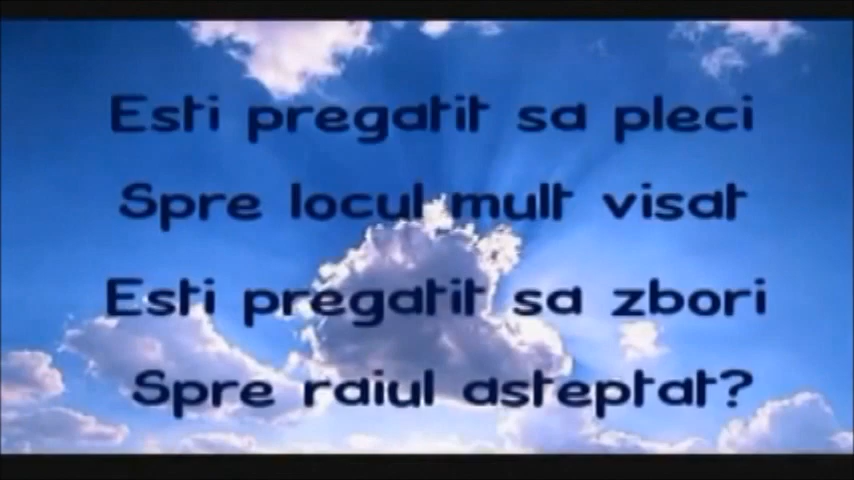 Esti pregatit sa pleci
Spre locul mult visat
Esti pregatit sa zbori
Spre raiul asteptat?